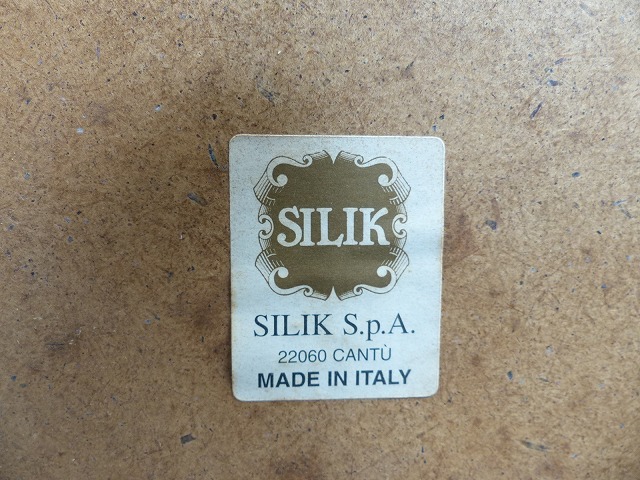 SILIK
SILIK S.p.A.
22060 CANTÙ
MADE IN ITALY